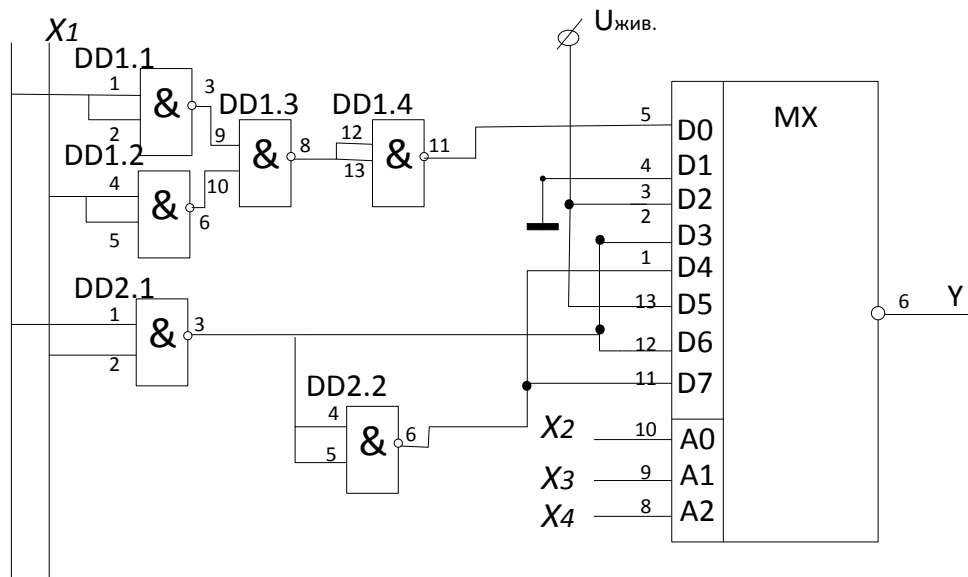 X1
Uжив.
DD1.1
1
2
&
3
DD1.2
4
5
&
6
DD1.3
9
10
&
8
DD1.4
12
13
&
11
DD2.1
1
2
&
3
DD2.2
4
5
&
6
MX
5 D0
4 D1
3 D2
2 D3
1 D4
13 D5
12 D6
11 D7
X2 10 A0
X3 9 A1
X4 8 A2
6 Y